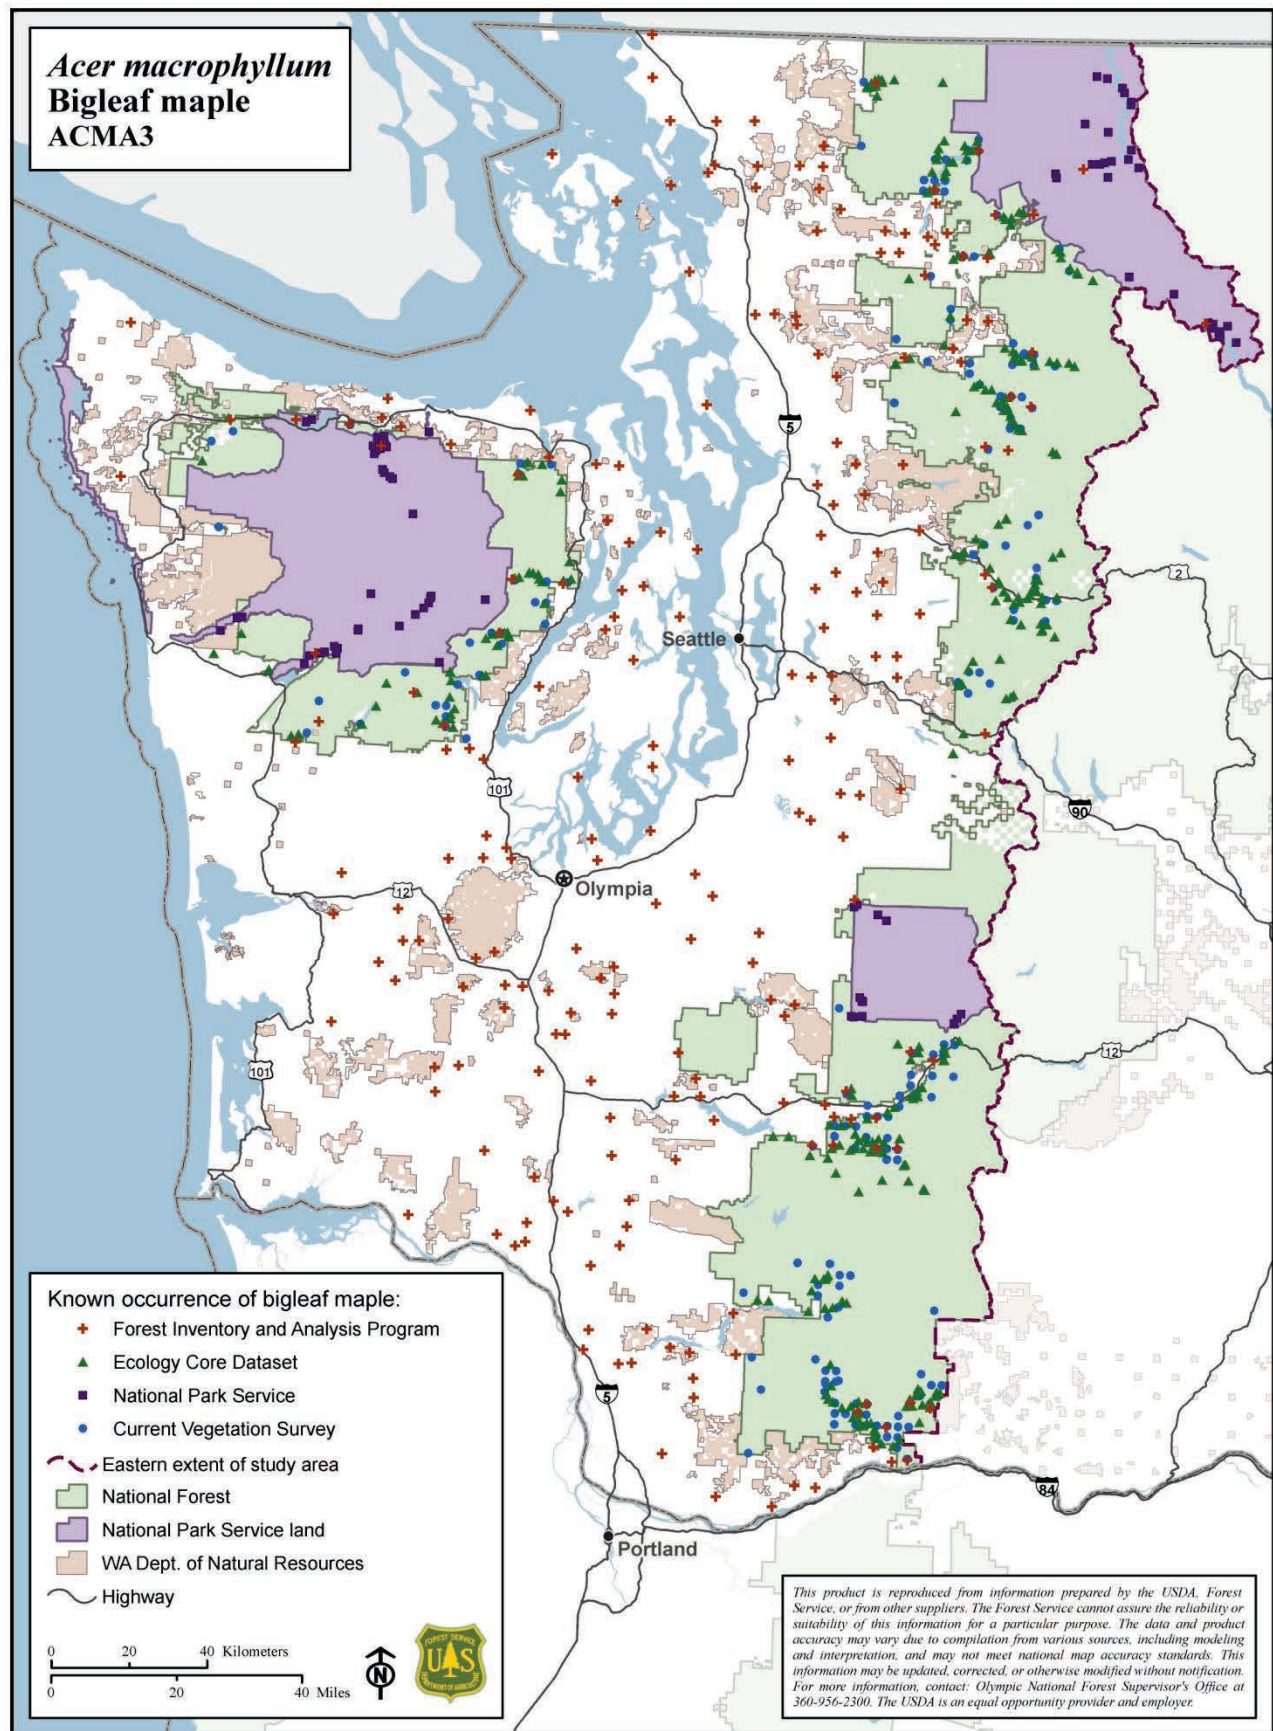 Acer macrophyllum
Bigleaf maple
ACMA3
5
2
Seattle
101
90
12
Olympia
12
101
Known occurrence of bigleaf maple:
Forest Inventory and Analysis Program
Ecology Core Dataset
National Park Service
Current Vegetation Survey
Eastern extent of study area
National Forest
National Park Service land
WA Dept. of Natural Resources
Highway
0 20 40 Kilometers
0 20 40 Miles
N
FOREST SERVICE
U S
DEPARTMENT OF AGRICULTURE
5
84
Portland
This product is reproduced from information prepared by the USDA, Forest
Service, or from other suppliers. The Forest Service cannot assure the reliability or
suitability of this information for a particular purpose. The data and product
accuracy may vary due to compilation from various sources, including modeling
and interpretation, and may not meet national map accuracy standards. This
information may be updated, corrected, or otherwise modified without notification.
For more information, contact: Olympic National Forest Supervisor's Office at
360-956-2300. The USDA is an equal opportunity provider and employer.